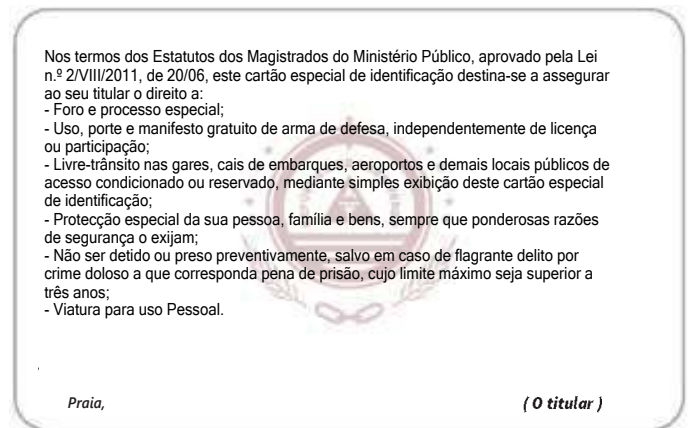 Nos termos dos Estatutos dos Magistrados do Ministério Público, aprovado pela Lei
n.º 2/VIII/2011, de 20/06, este cartão especial de identificação destina-se a assegurar
ao seu titular o direito a:
- Foro e processo especial;
- Uso, porte e manifesto gratuito de arma de defesa, independentemente de licença
ou participação;
- Livre-trânsito nas gares, cais de embarques, aeroportos e demais locais públicos de
acesso condicionado ou reservado, mediante simples exibição deste cartão especial
de identificação;
- Protecção especial da sua pessoa, família e bens, sempre que ponderosas razões
de segurança o exijam;
- Não ser detido ou preso preventivamente, salvo em caso de flagrante delito por
crime doloso a que corresponda pena de prisão, cujo limite máximo seja superior a
três anos;
- Viatura para uso Pessoal.
Praia,
( O titular )